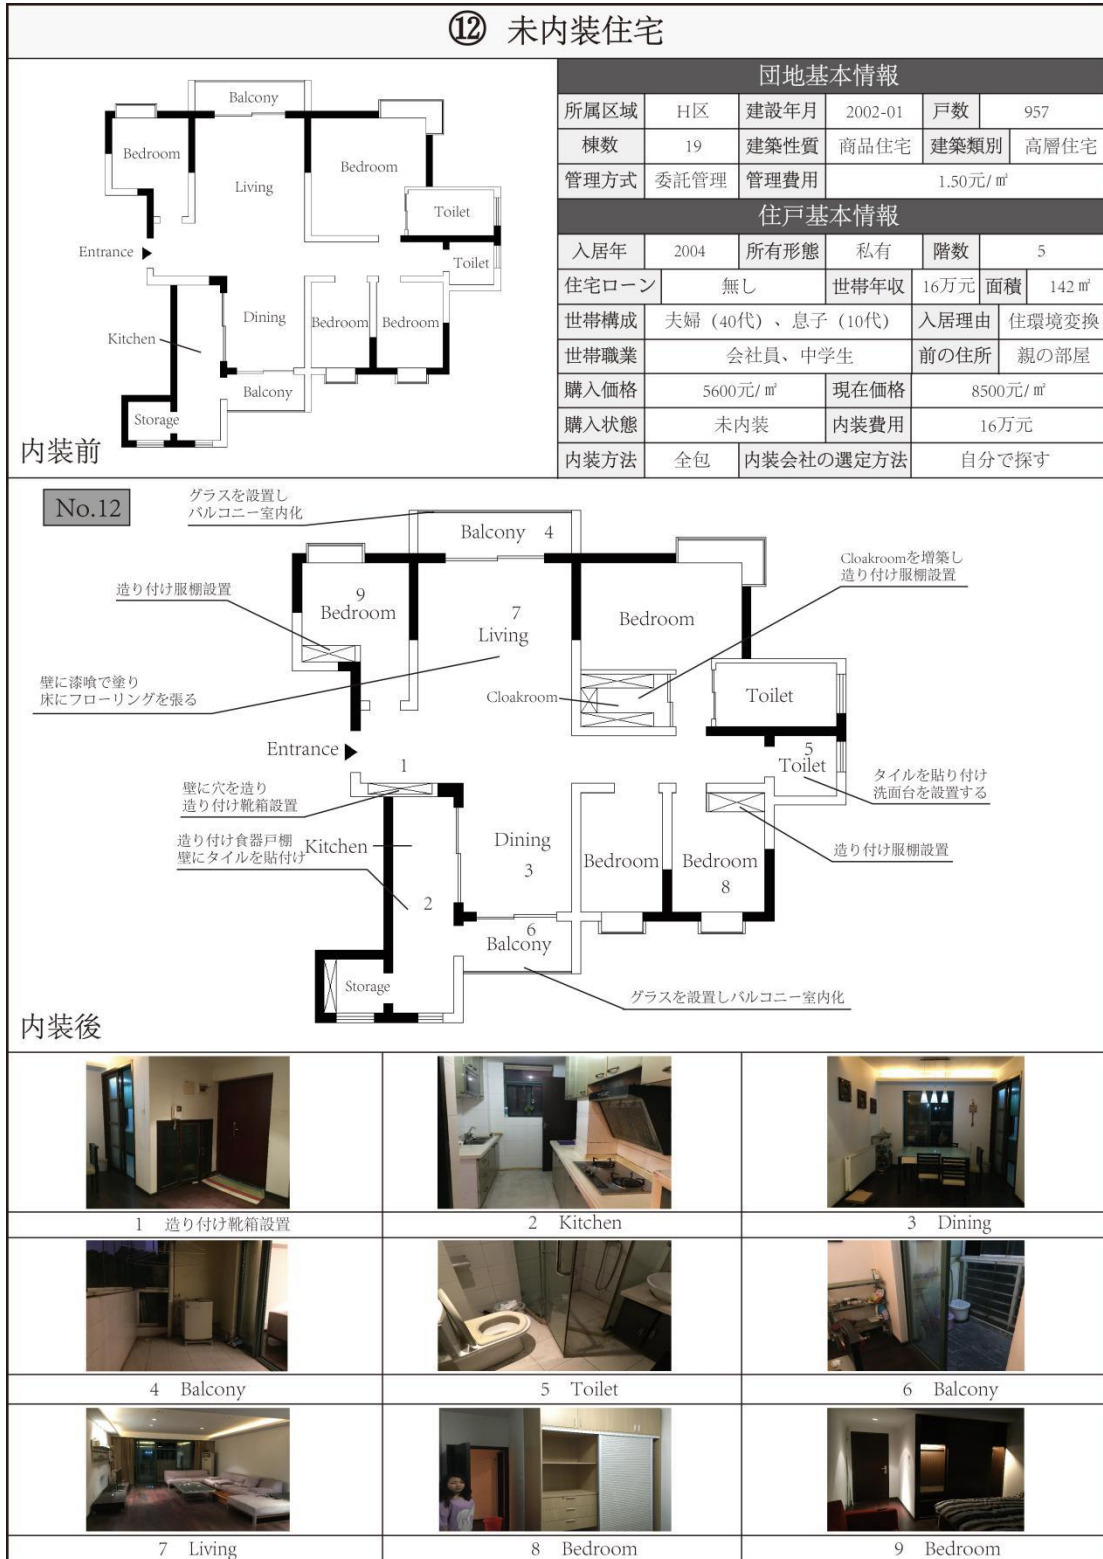 ⑫ 未内装住宅
Balcony
Bedroom
Living
Bedroom
Toilet
Entrance
Toilet
Dining
Bedroom
Bedroom
Kitchen
Balcony
Storage
内装前
団地基本情報
所属区域 H区 建設年月 2002-01 戸数 957
棟数 19 建築性質 商品住宅 建築類別 高層住宅
管理方式 委託管理 管理費用 1.50元/㎡
住戸基本情報
入居年 2004 所有形態 私有 階数 5
住宅ローン 無し 世帯年収 16万元 面積 142㎡
世帯構成 夫婦（40代）、息子（10代） 入居理由 住環境変換
世帯職業 会社員、中学生 前の住所 親の部屋
購入価格 5600元/㎡ 現在価格 8500元/㎡
購入状態 未内装 内装費用 16万元
内装方法 全包 内装会社の選定方法 自分で探す
No.12
グラスを設置し
バルコニー室内化
Balcony 4
Cloakroomを増築し
造り付け服棚設置
造り付け服棚設置
9
Bedroom
7
Living
Bedroom
壁に漆喰で塗り
床にフローリングを張る
Cloakroom
Toilet
Entrance
1
5
Toilet
タイルを貼り付け
洗面台を設置する
壁に穴を造り
造り付け靴箱設置
造り付け食器戸棚
壁にタイルを貼付け
Kitchen
2
Dining
3
Bedroom
Bedroom
8
造り付け服棚設置
6
Balcony
Storage
グラスを設置しバルコニー室内化
内装後
1 造り付け靴箱設置
2 Kitchen
3 Dining
4 Balcony
5 Toilet
6 Balcony
7 Living
8 Bedroom
9 Bedroom